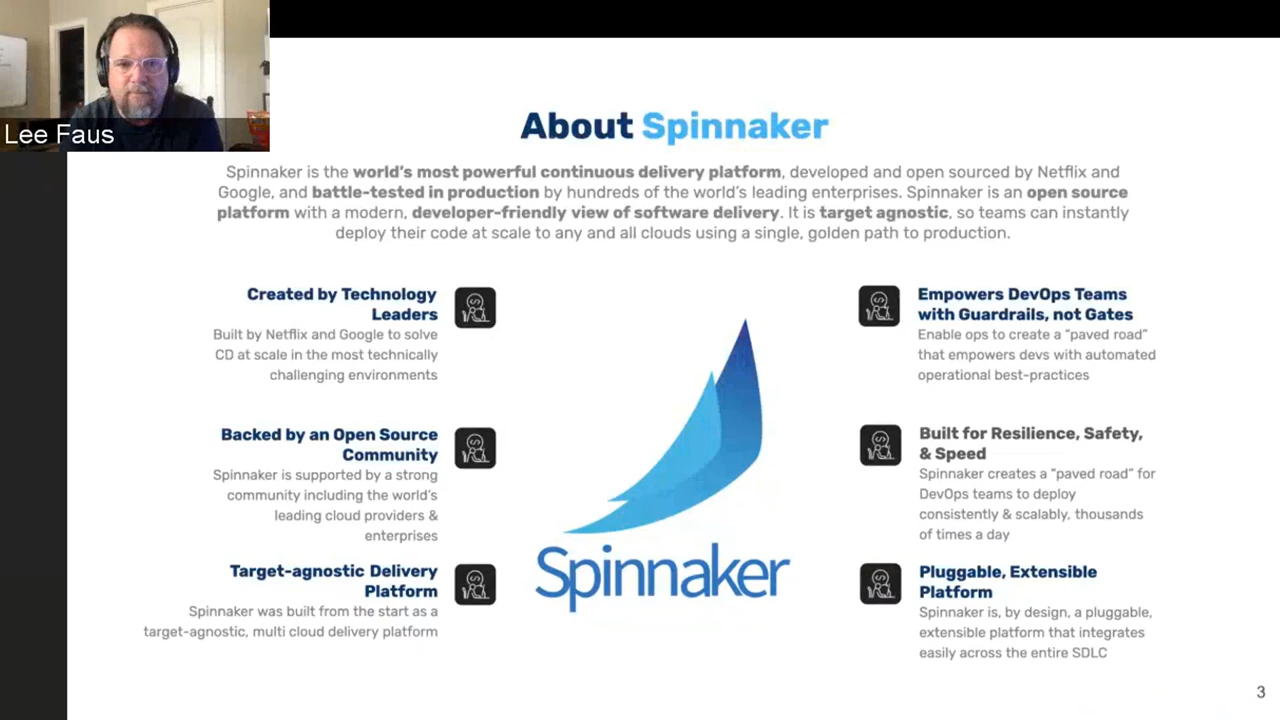 Lee Faus
About Spinnaker
Spinnaker is the world's most powerful continuous delivery platform, developed and open sourced by Netflix and
Google, and battle-tested in production by hundreds of the world's leading enterprises. Spinnaker is an open source
platform with a modern, developer-friendly view of software delivery. It is target agnostic, so teams can instantly
deploy their code at scale to any and all clouds using a single, golden path to production.
Created by Technology
Leaders
Built by Netflix and Google to solve
CD at scale in the most technically
challenging environments
Backed by an Open Source
Community
Spinnaker is supported by a strong
community including the world's
leading cloud providers &
enterprises
Target-agnostic Delivery
Platform
Spinnaker was built from the start as a
target-agnostic, multi cloud delivery platform
Spinnaker
Empowers DevOps Teams
with Guardrails, not Gates
Enable ops to create a "paved road"
that empowers devs with automated
operational best-practices
Built for Resilience, Safety,
& Speed
Spinnaker creates a "paved road" for
DevOps teams to deploy
consistently & scalably, thousands
of times a day
Pluggable, Extensible
Platform
Spinnaker is, by design, a pluggable,
extensible platform that integrates
easily across the entire SDLC
3